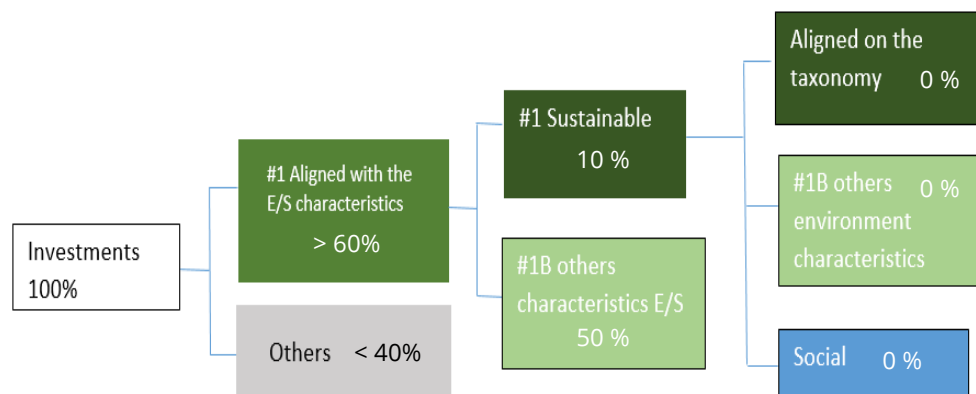 Investments
100%
#1 Aligned with the
E/S characteristics
> 60%
Others < 40%
#1 Sustainable
10 %
#1B others
characteristics E/S
50 %
Aligned on the
taxonomy 0 %
#1B others 0 %
environment
characteristics
Social 0 %